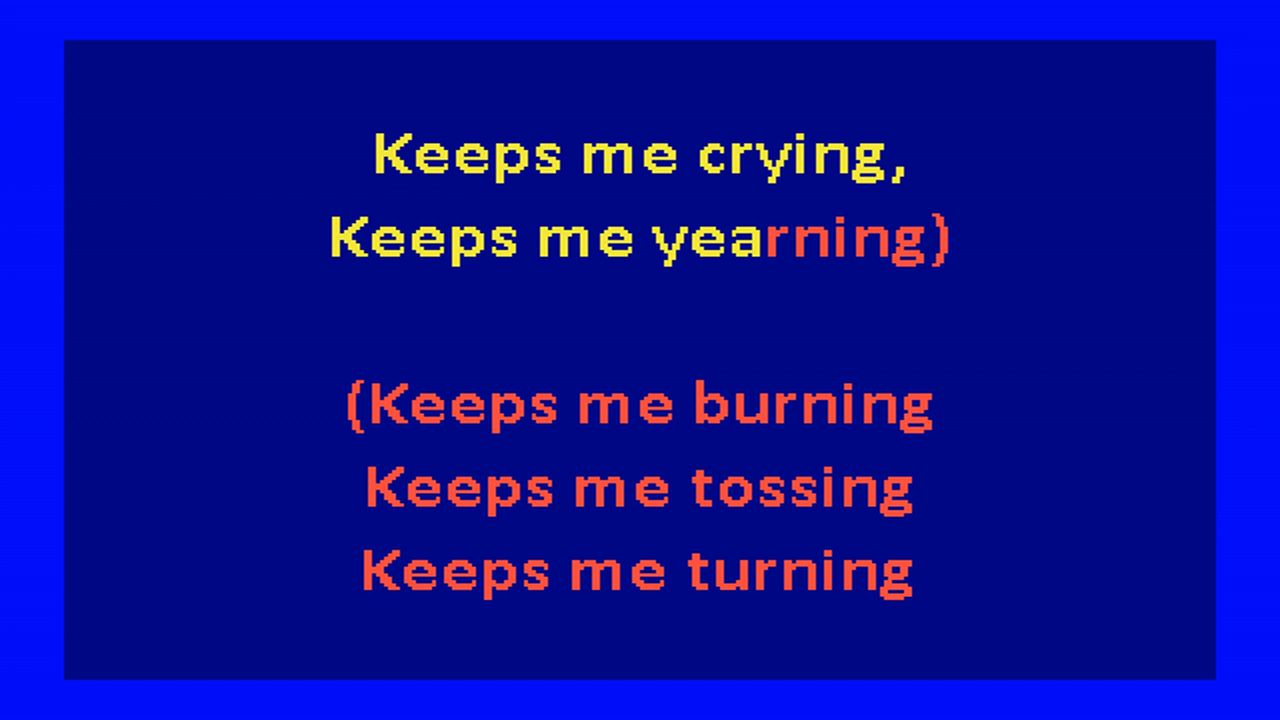 Keeps me crying,
Keeps me yearning)
(Keeps me burning
Keeps me tossing
Keeps me turning